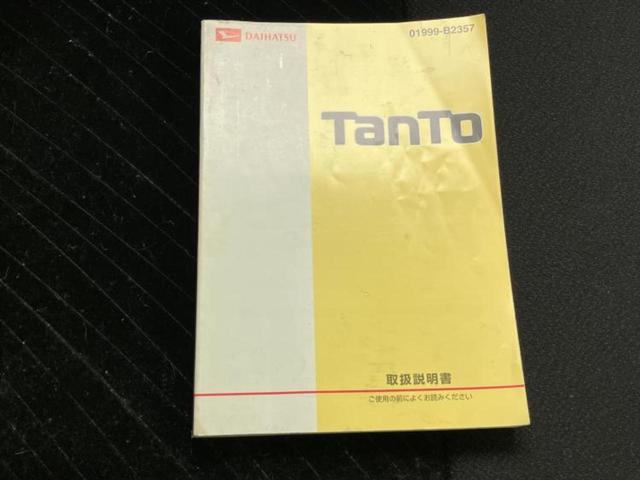 DAIHATSU
01999-B2357
TanTo
取扱説明書
ご使用の前によくお読みください